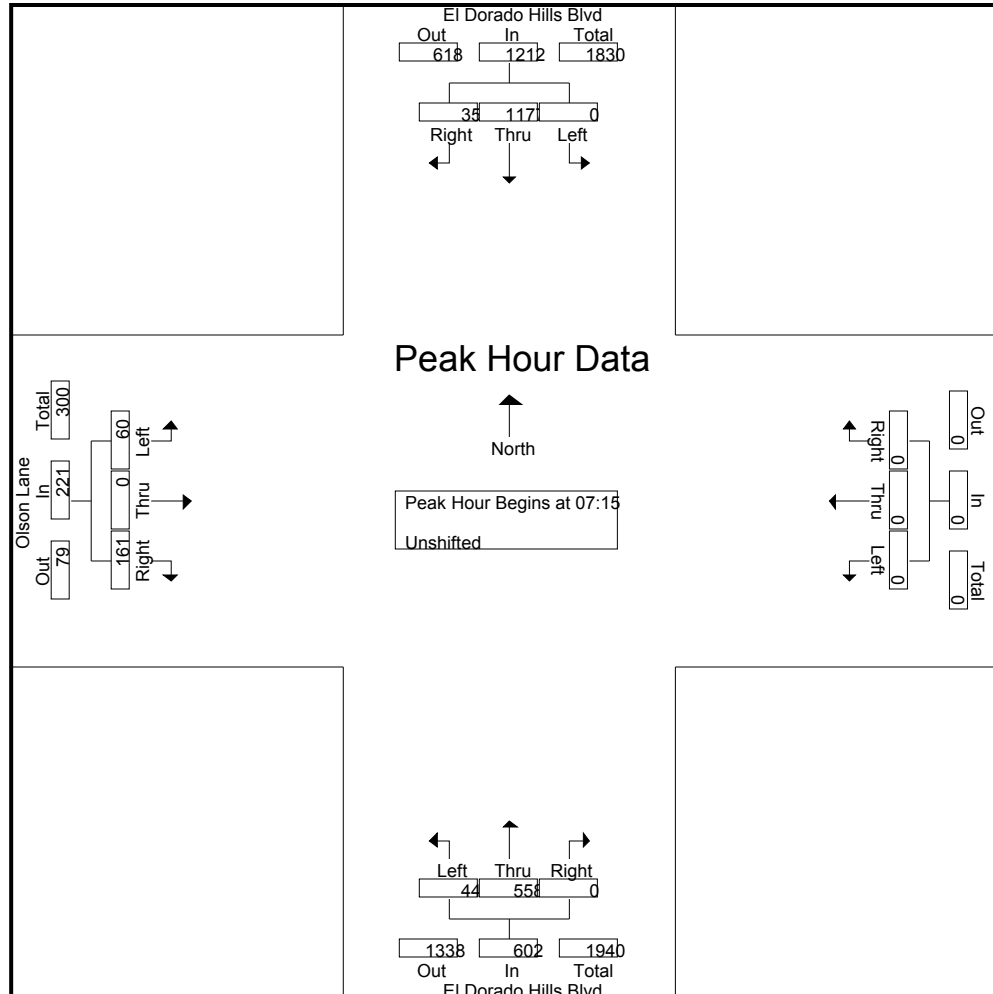 El Dorado Hills Blvd
Out In Total
618 1212 1830
35 1177 0
Right Thru Left
Peak Hour Data
North
Peak Hour Begins at 07:15
Unshifted
Olson Lane
Total In Out
300 221 79
60 0 161
Left Thru Right
Out In Total
0 0 0
Right Thru Left
0 0 0
Left Thru Right
44 558 0
1338 602 1940
Out In Total
El Dorado Hills Blvd